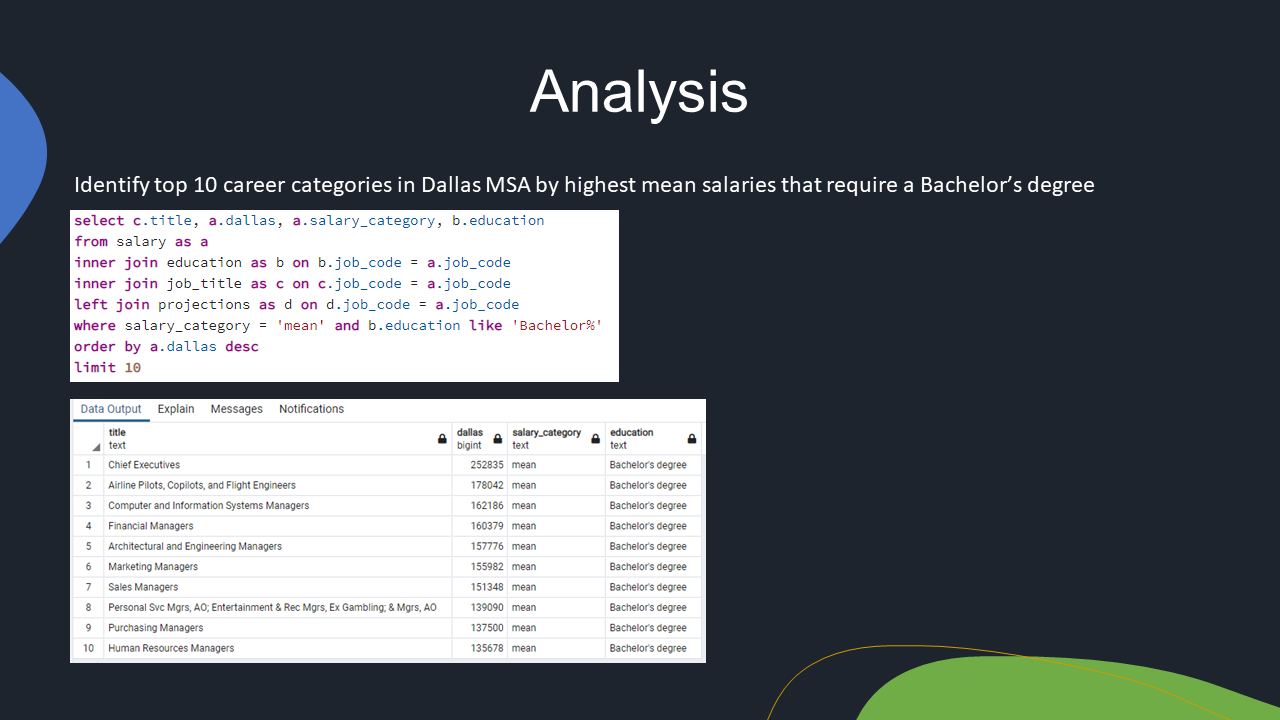 Analysis
Identify top 10 career categories in Dallas MSA by highest mean salaries that require a Bachelor’s degree
select c.title, a.dallas, a.salary_category, b.education
from salary as a
inner join education as b on b.job_code = a.job_code
inner join job_title as c on c.job_code = a.job_code
left join projections as d on d.job_code = a.job_code
where salary_category = 'mean' and b.education like 'Bachelor%'
order by a.dallas desc
limit 10
Data Output Explain Messages Notifications
title dallas salary_category education
text bigint text text
1 Chief Executives 252835 mean Bachelor's degree
2 Airline Pilots, Copilots, and Flight Engineers 178042 mean Bachelor's degree
3 Computer and Information Systems Managers 162186 mean Bachelor's degree
4 Financial Managers 160379 mean Bachelor's degree
5 Architectural and Engineering Managers 157776 mean Bachelor's degree
6 Marketing Managers 155982 mean Bachelor's degree
7 Sales Managers 151348 mean Bachelor's degree
8 Personal Svc Mgrs, AO; Entertainment & Rec Mgrs, Ex Gambling; & Mgrs, AO 139090 mean Bachelor's degree
9 Purchasing Managers 137500 mean Bachelor's degree
10 Human Resources Managers 135678 mean Bachelor's degree